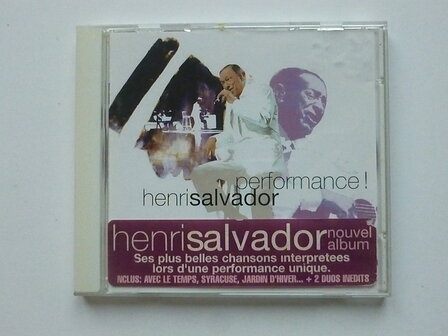 performance !
henrisalvador
henrisalvador nouvel
album
Ses plus belles chansons interpretees
lors d'une performance unique.
INCLUS: AVEC LE TEMPS, SYRACUSE, JARDIN D'HIVER... + 2 DUOS INEDITS